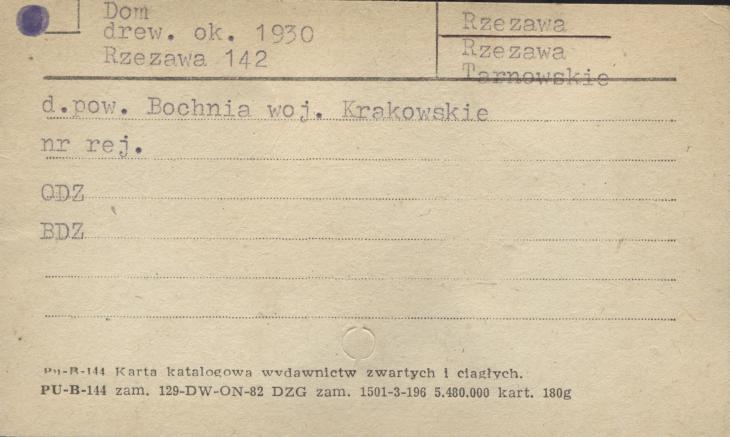 Dom
drew. ok. 1930
Rzezawa 142
Rzezawa
Rzezawa
Tarnowskie
d.pow. Bochnia woj. Krakowskie
nr rej.
ODZ
BDZ
PU-B-144 Karta katalogowa wydawnictw zwartych i ciągłych.
PU-B-144 zam. 129-DW-ON-82 DZG zam. 1501-3-196 5.480.000 kart. 180g